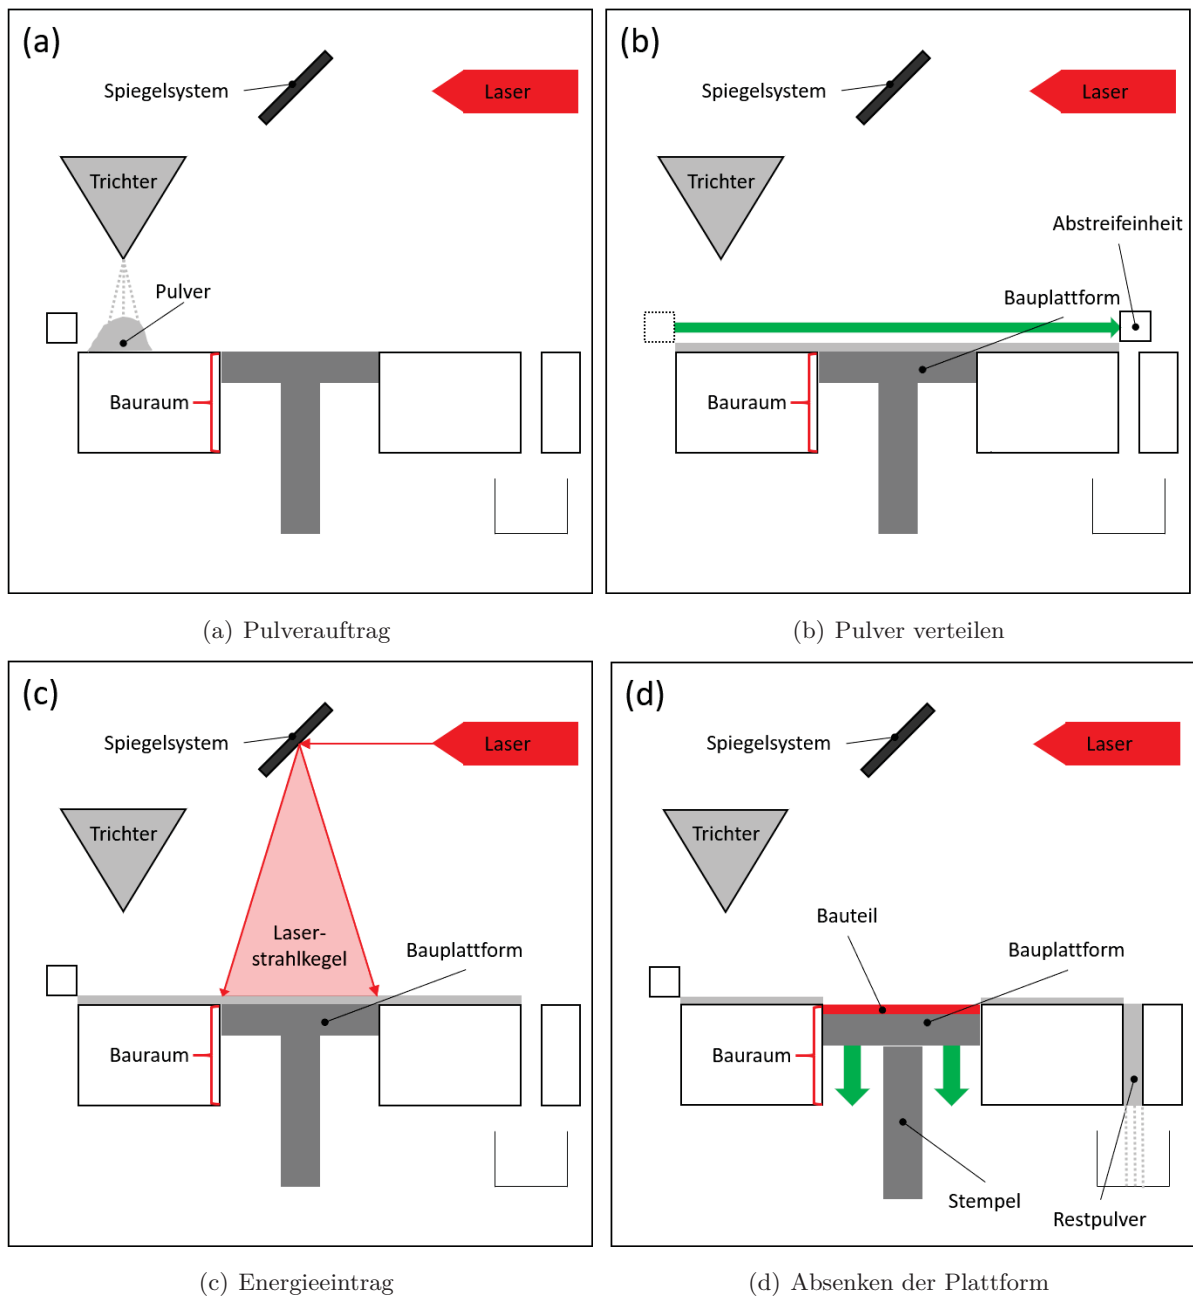 (a)
Spiegelsystem
Laser
Trichter
Pulver
Bauraum
(a) Pulverauftrag
(b)
Spiegelsystem
Laser
Trichter
Abstreifeinheit
Bauplattform
Bauraum
(b) Pulver verteilen
(c)
Spiegelsystem
Laser
Trichter
Laser-
strahlkegel
Bauplattform
Bauraum
(c) Energieeintrag
(d)
Spiegelsystem
Laser
Trichter
Bauteil
Bauplattform
Bauraum
Stempel
Restpulver
(d) Absenken der Plattform